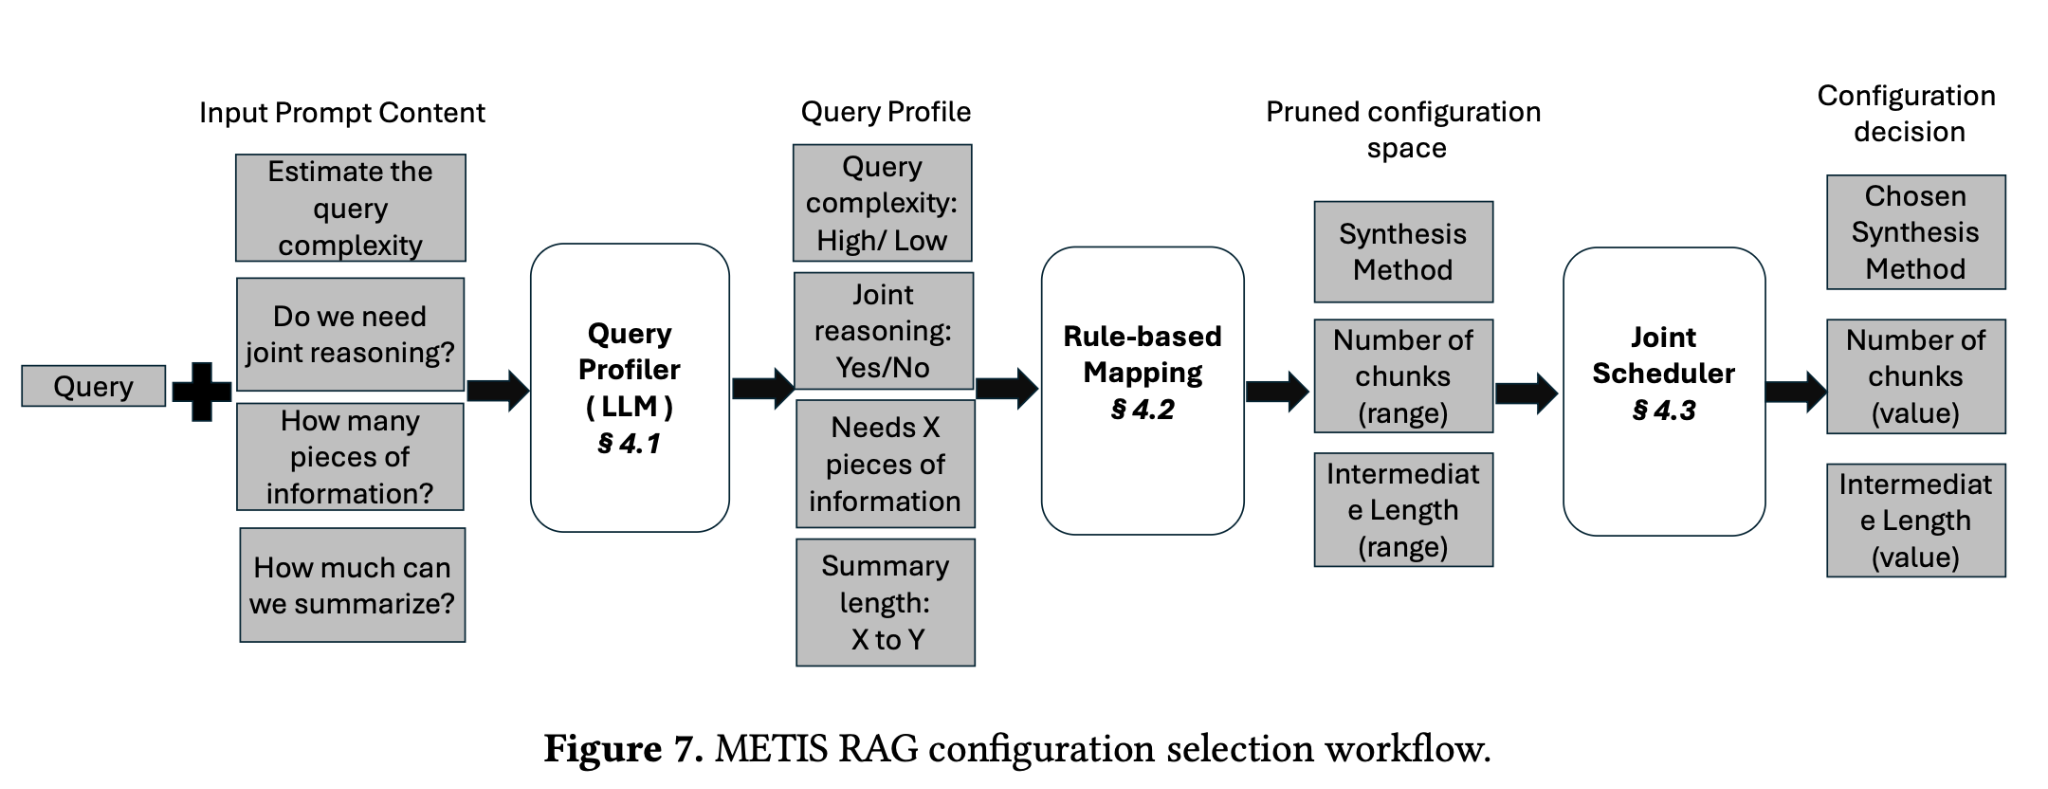 Input Prompt Content
Query
Estimate the
query
complexity
Do we need
joint reasoning?
How many
pieces of
information?
How much can
we summarize?
Query
Profiler
( LLM )
§ 4.1
Query Profile
Query
complexity:
High/ Low
Joint
reasoning:
Yes/No
Needs X
pieces of
information
Summary
length:
X to Y
Rule-based
Mapping
§ 4.2
Pruned configuration
space
Synthesis
Method
Number of
chunks
(range)
Intermediat
e Length
(range)
Joint
Scheduler
§ 4.3
Configuration
decision
Chosen
Synthesis
Method
Number of
chunks
(value)
Intermediat
e Length
(value)
Figure 7. METIS RAG configuration selection workflow.